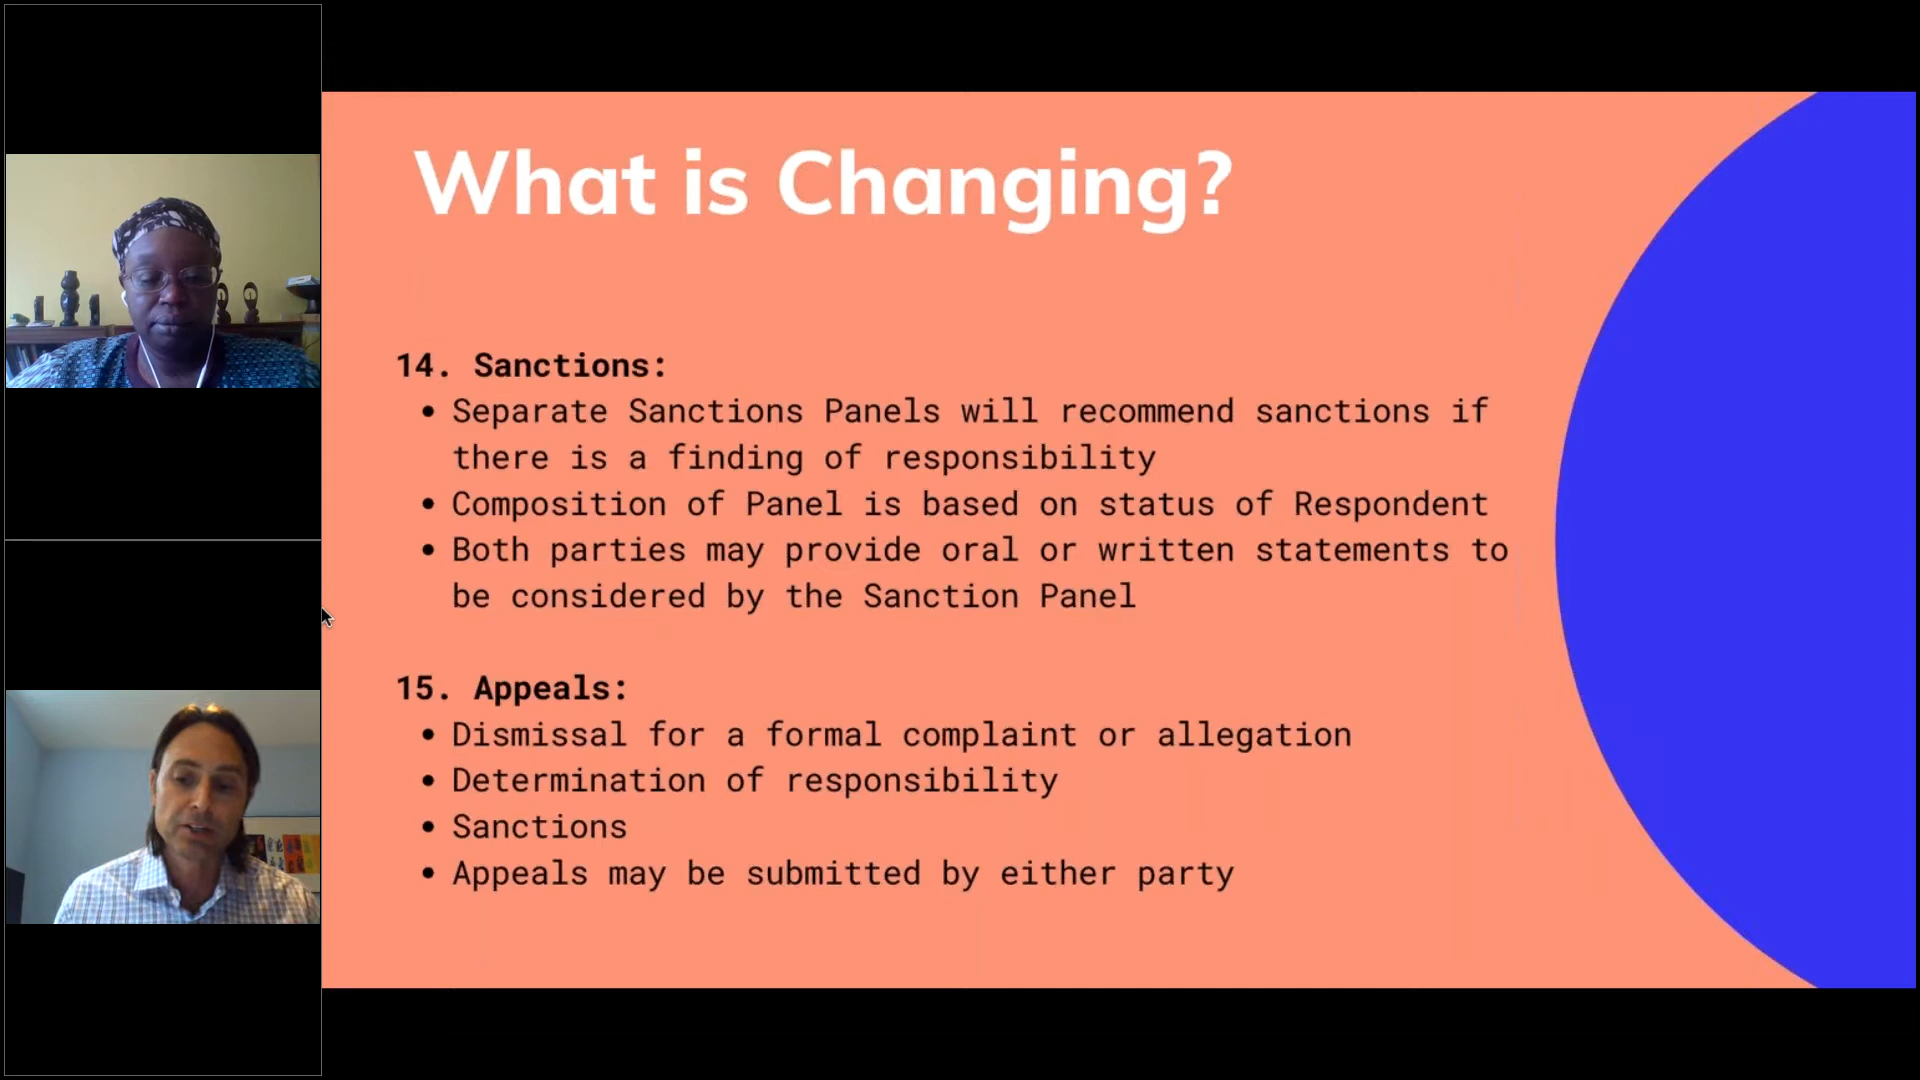 What is Changing?
14. Sanctions:
• Separate Sanctions Panels will recommend sanctions if
there is a finding of responsibility
• Composition of Panel is based on status of Respondent
• Both parties may provide oral or written statements to
be considered by the Sanction Panel
15. Appeals:
• Dismissal for a formal complaint or allegation
• Determination of responsibility
• Sanctions
• Appeals may be submitted by either party